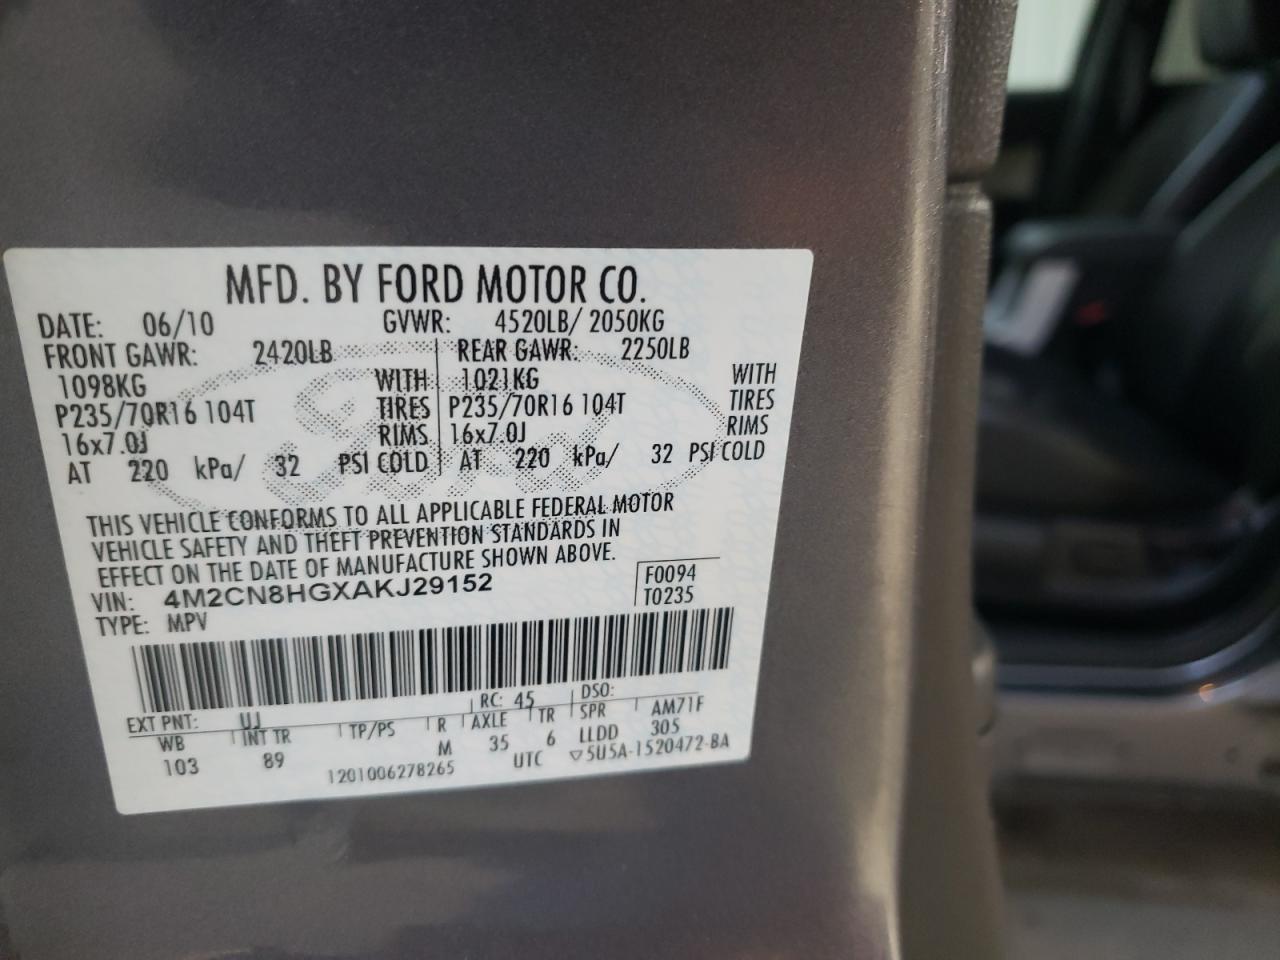 MFD. BY FORD MOTOR CO.
DATE: 06/10 GVWR: 4520LB/ 2050KG
FRONT GAWR: 2420LB REAR GAWR: 2250LB
1098KG WITH 1021KG WITH
P235/70R16 104T TIRES P235/70R16 104T TIRES
16x7.0J RIMS 16x7.0J RIMS
AT 220 kPa/ 32 PSI COLD AT 220 kPa/ 32 PSI COLD
THIS VEHICLE CONFORMS TO ALL APPLICABLE FEDERAL MOTOR
VEHICLE SAFETY AND THEFT PREVENTION STANDARDS IN
EFFECT ON THE DATE OF MANUFACTURE SHOWN ABOVE.
VIN: 4M2CN8HGXAKJ29152 F0094
TYPE: MPV T0235
EXT PNT: UJ RC: 45 DSO:
WB INT TR TP/PS R AXLE TR SPR AM71F
103 89 M 35 6 LLDD 305
1201006278265 UTC ▽5U5A-1520472-BA